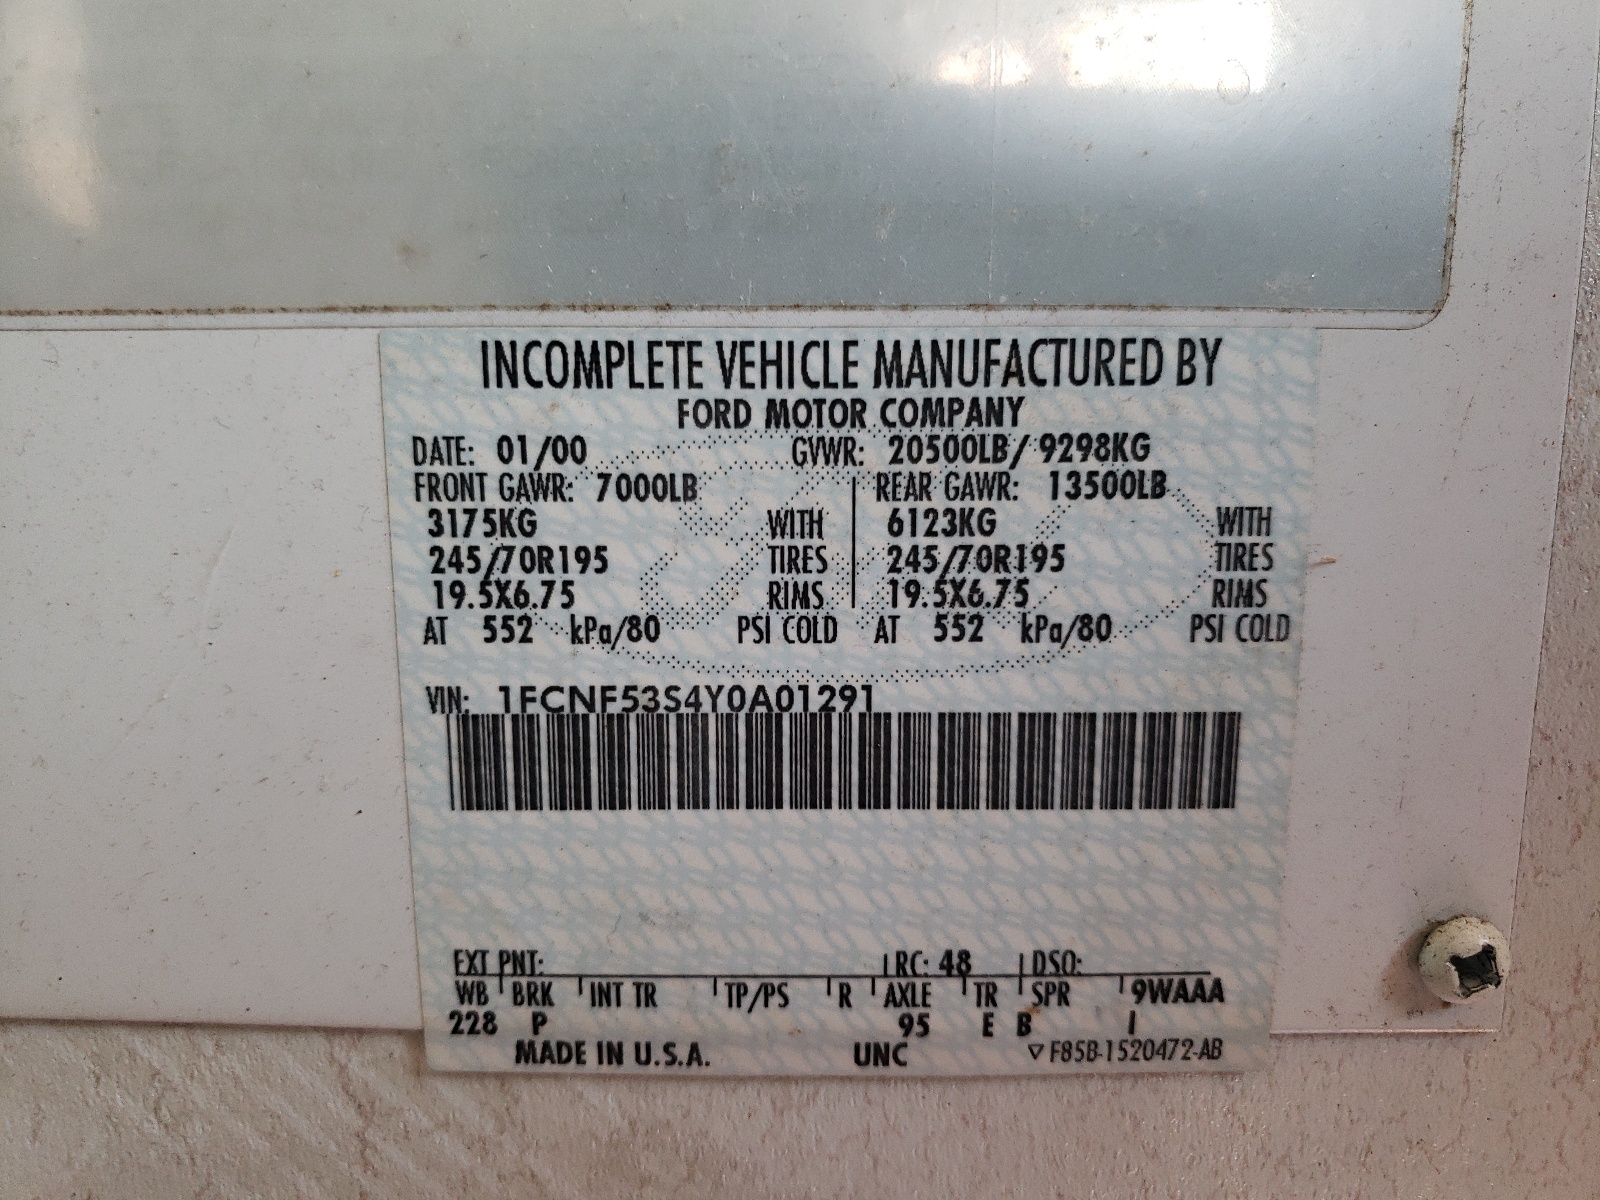 INCOMPLETE VEHICLE MANUFACTURED BY
FORD MOTOR COMPANY
DATE: 01/00 GVWR: 20500LB/ 9298KG
FRONT GAWR: 7000LB REAR GAWR: 13500LB
3175KG WITH 6123KG WITH
245/70R195 TIRES 245/70R195 TIRES
19.5X6.75 RIMS 19.5X6.75 RIMS
AT 552 kPa/80 PSI COLD AT 552 kPa/80 PSI COLD
VIN: 1FCNF53S4Y0A01291
EXT PNT: RC: 48 DSO:
WB BRK INT TR TP/PS R AXLE TR SPR 9WAAA
228 P 95 E B I
MADE IN U.S.A. UNC ▽ F85B-1520472-AB